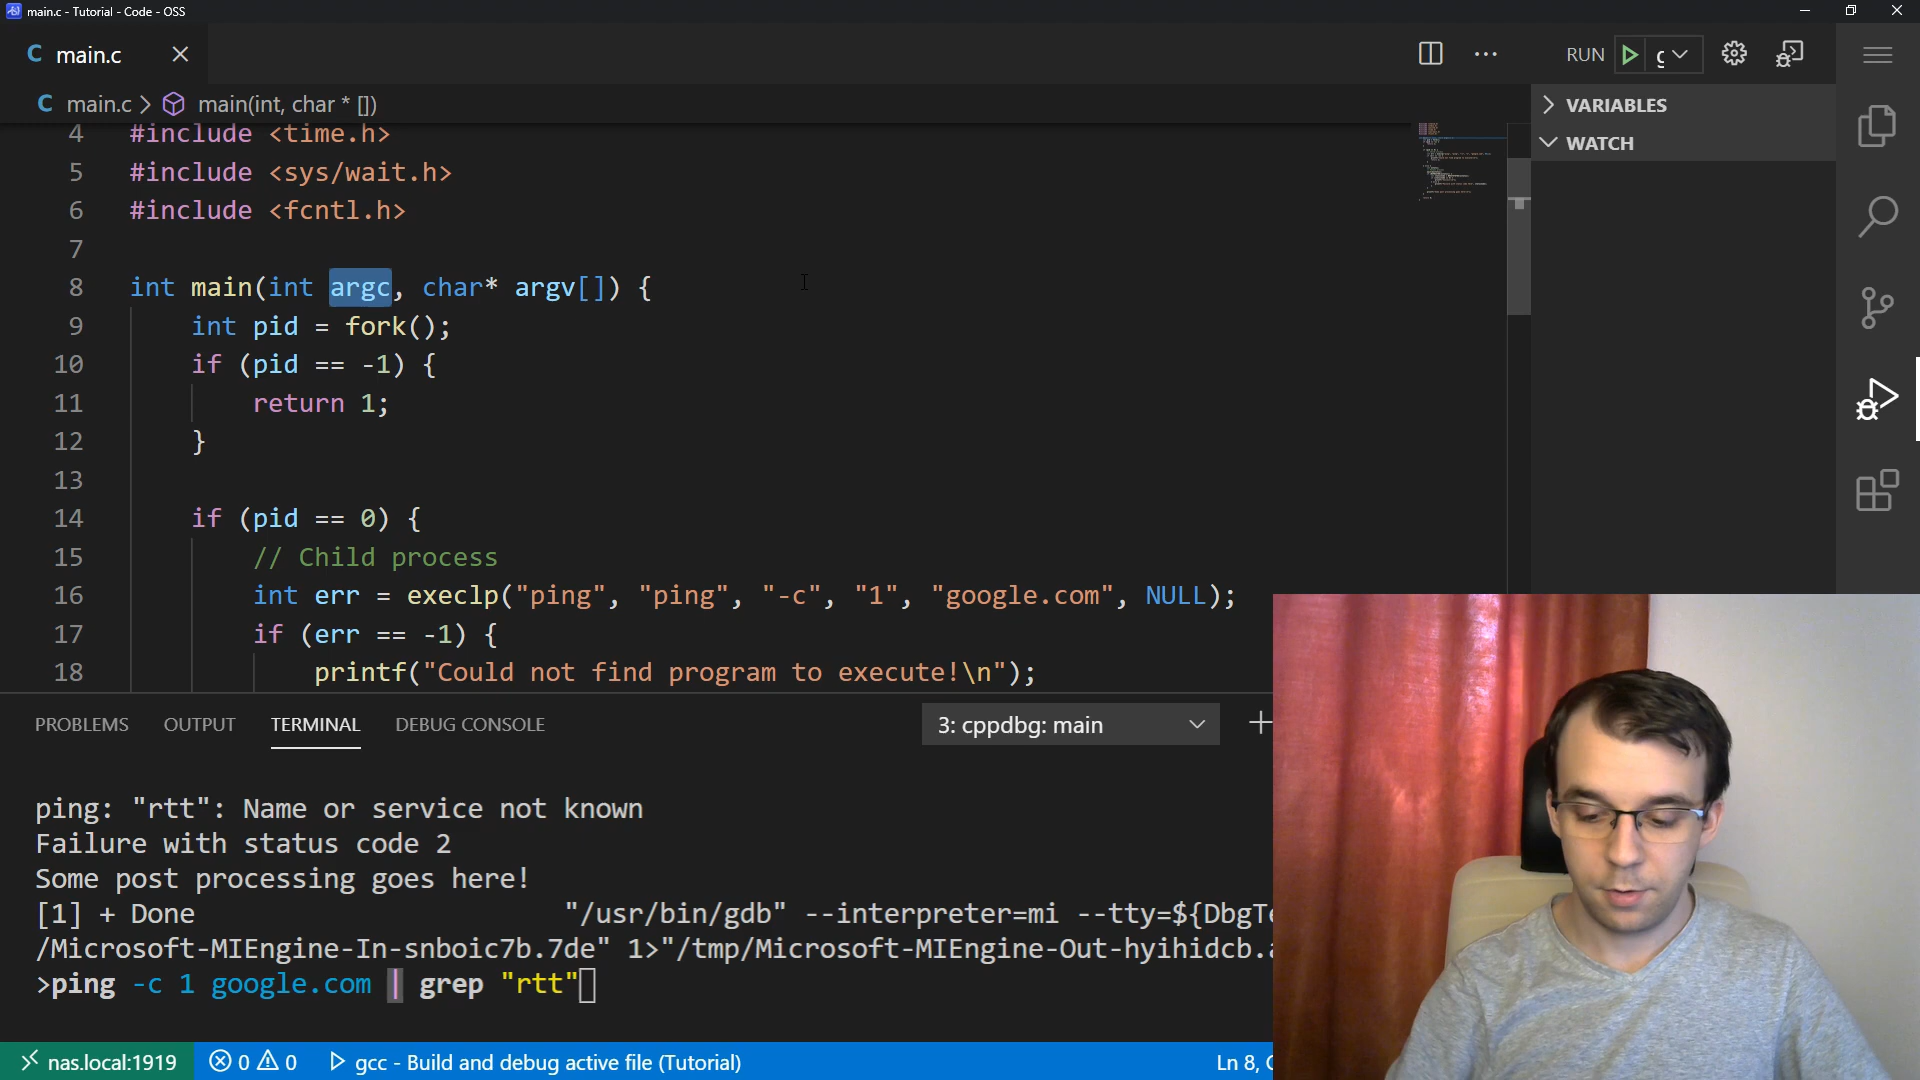 main.c - Tutorial - Code - OSS
C main.c
RUN
C main.c > main(int, char * [])
VARIABLES
WATCH
4 #include <time.h>
5 #include <sys/wait.h>
6 #include <fcntl.h>
7
8 int main(int argc, char* argv[]) {
9 int pid = fork();
10 if (pid == -1) {
11 return 1;
12 }
13
14 if (pid == 0) {
15 // Child process
16 int err = execlp("ping", "ping", "-c", "1", "google.com", NULL);
17 if (err == -1) {
18 printf("Could not find program to execute!\n");
PROBLEMS OUTPUT TERMINAL DEBUG CONSOLE
3: cppdbg: main
ping: "rtt": Name or service not known
Failure with status code 2
Some post processing goes here!
[1] + Done "/usr/bin/gdb" --interpreter=mi --tty=${DbgTe
/Microsoft-MIEngine-In-snboic7b.7de" 1>"/tmp/Microsoft-MIEngine-Out-hyihidcb.a
>ping -c 1 google.com | grep "rtt"
nas.local:1919 0 0 gcc - Build and debug active file (Tutorial) Ln 8,